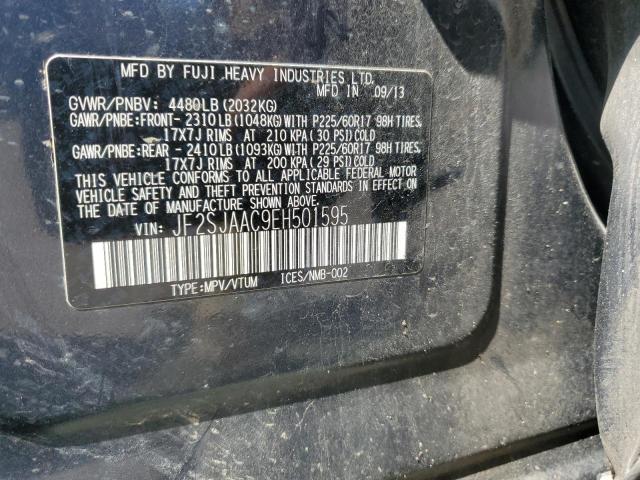 MFD BY FUJI HEAVY INDUSTRIES LTD.
MFD IN 09/13
GVWR/PNBV: 4480LB (2032KG)
GAWR/PNBE:FRONT-2310LB(1048KG)WITH P225/60R17 98H TIRES,
17X7J RIMS AT 210 KPA(30 PSI)COLD
GAWR/PNBE:REAR -2410LB(1093KG)WITH P225/60R17 98H TIRES,
17X7J RIMS AT 200 KPA(29 PSI)COLD
THIS VEHICLE CONFORMS TO ALL APPLICABLE FEDERAL MOTOR
VEHICLE SAFETY AND THEFT PREVENTION STANDARDS IN EFFECT ON
THE DATE OF MANUFACTURE SHOWN ABOVE.
VIN: JF2SJAAC9EH501595
TYPE:MPV/VTUM ICES/NMB-002